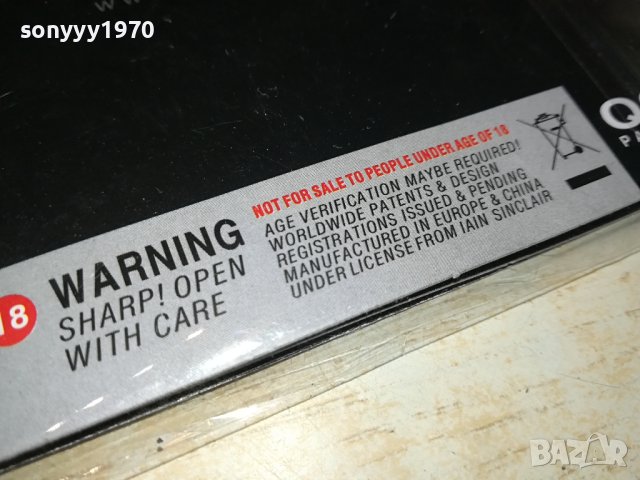 sonyyy1970
NOT FOR SALE TO PEOPLE UNDER AGE OF 18
AGE VERIFICATION MAYBE REQUIRED!
WORLDWIDE PATENTS & DESIGN
REGISTRATIONS ISSUED & PENDING
MANUFACTURED IN EUROPE & CHINA
UNDER LICENSE FROM IAIN SINCLAIR
18
WARNING
SHARP! OPEN
WITH CARE
BAZAR